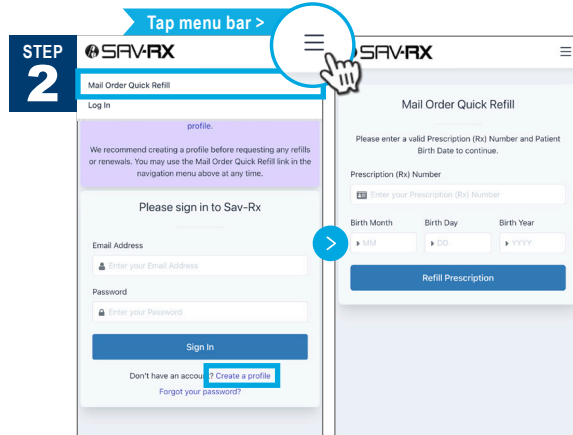 Tap menu bar >
STEP
2
SAV-RX
Mail Order Quick Refill
Log In
profile.
We recommend creating a profile before requesting any refills
or renewals. You may use the Mail Order Quick Refill link in the
navigation menu above at any time.
Please sign in to Sav-Rx
Email Address
Enter your Email Address
Password
Enter your Password
Sign In
Don't have an account? Create a profile
Forgot your password?
SAV-RX
Mail Order Quick Refill
Please enter a valid Prescription (Rx) Number and Patient
Birth Date to continue.
Prescription (Rx) Number
Enter your Prescription (Rx) Number
Birth Month Birth Day Birth Year
MM DD YYYY
Refill Prescription